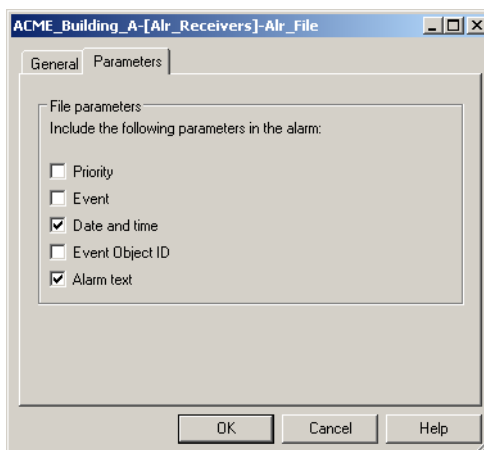 ACME_Building_A-[Alr_Receivers]-Alr_File
General Parameters
File parameters
Include the following parameters in the alarm:
Priority
Event
Date and time
Event Object ID
Alarm text
OK Cancel Help